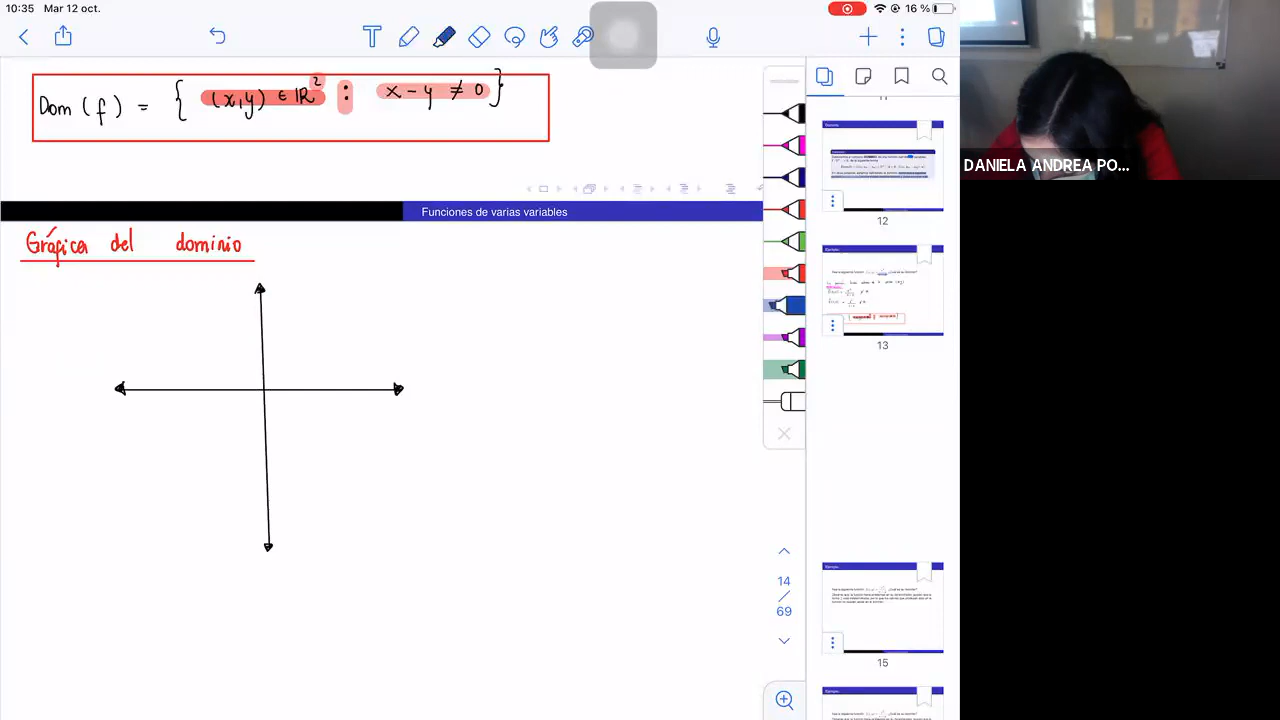 10:35 Mar 12 oct.
16 %
Dom (f) = { (x,y) ∈ IR² : x - y ≠ 0 }
Funciones de varias variables
Gráfica del dominio
14
69
12
13
15
DANIELA ANDREA PO...